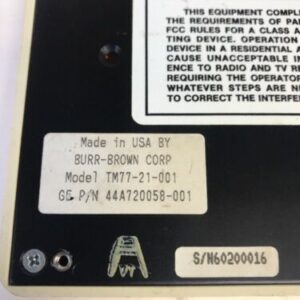 THIS EQUIPMENT COMPLE
THE REQUIREMENTS OF PA
FCC RULES FOR A CLASS A
TING DEVICE. OPERATION
DEVICE IN A RESIDENTIAL A
CAUSE UNACCEPTABLE IN
ENCE TO RADIO AND TV RE
REQUIRING THE OPERATOR
WHATEVER STEPS ARE NE
TO CORRECT THE INTERFE
Made in USA BY
BURR-BROWN CORP
Model TM77-21-001
GE P/N 44A720058-001
S/N60200016